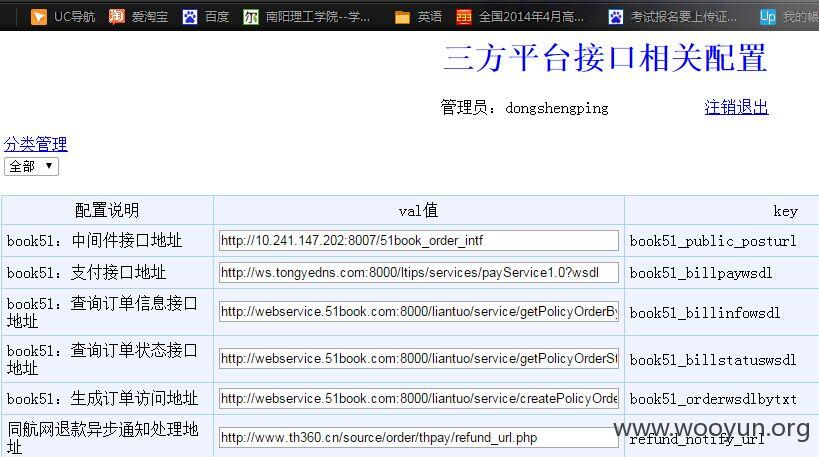 UC导航 爱淘宝 百度 南阳理工学院--学... 英语 全国2014年4月高... 考试报名要上传证... 我的帳
三方平台接口相关配置
管理员：dongshengping 注销退出
分类管理
全部
配置说明 val值 key
book51：中间件接口地址 http://10.241.147.202:8007/51book_order_intf book51_public_posturl
book51：支付接口地址 http://ws.tongyedns.com:8000/ltips/services/payService1.0?wsdl book51_billpaywsdl
book51：查询订单信息接口
地址 http://webservice.51book.com:8000/liantuo/service/getPolicyOrderBy book51_billinfowsdl
book51：查询订单状态接口
地址 http://webservice.51book.com:8000/liantuo/service/getPolicyOrderSt book51_billstatuswsdl
book51：生成订单访问地址 http://webservice.51book.com:8000/liantuo/service/createPolicyOrde book51_orderwsdlbytxt
同航网退款异步通知处理地
址 http://www.th360.cn/source/order/thpay/refund_url.php refund_notify_url
www.wooyun.org